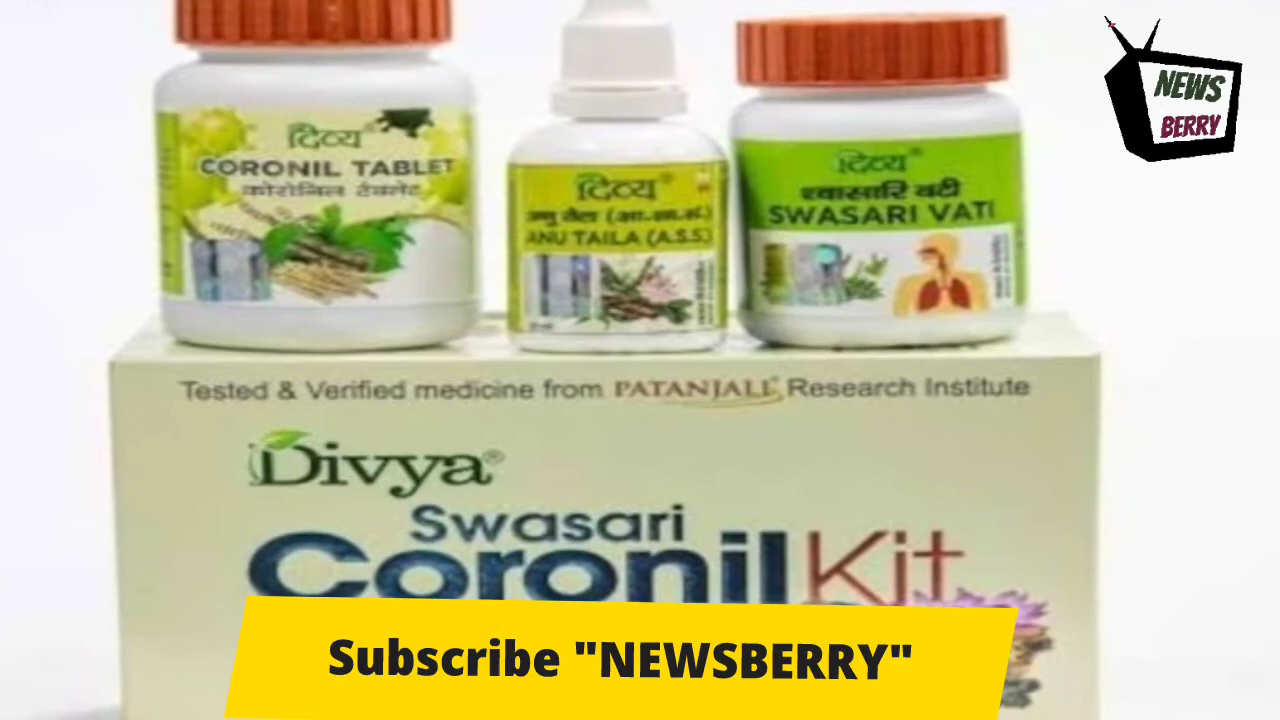 दिव्य®
CORONIL TABLET
कोरोनिल टैबलेट
दिव्य®
अणु तैल (आ.सा.सं.)
ANU TAILA (A.S.S.)
दिव्य®
श्वासारि वटी
SWASARI VATI
NEWS
BERRY
Tested & Verified medicine from PATANJALI® Research Institute
Divya®
Swasari
Coronil Kit
Subscribe "NEWSBERRY"